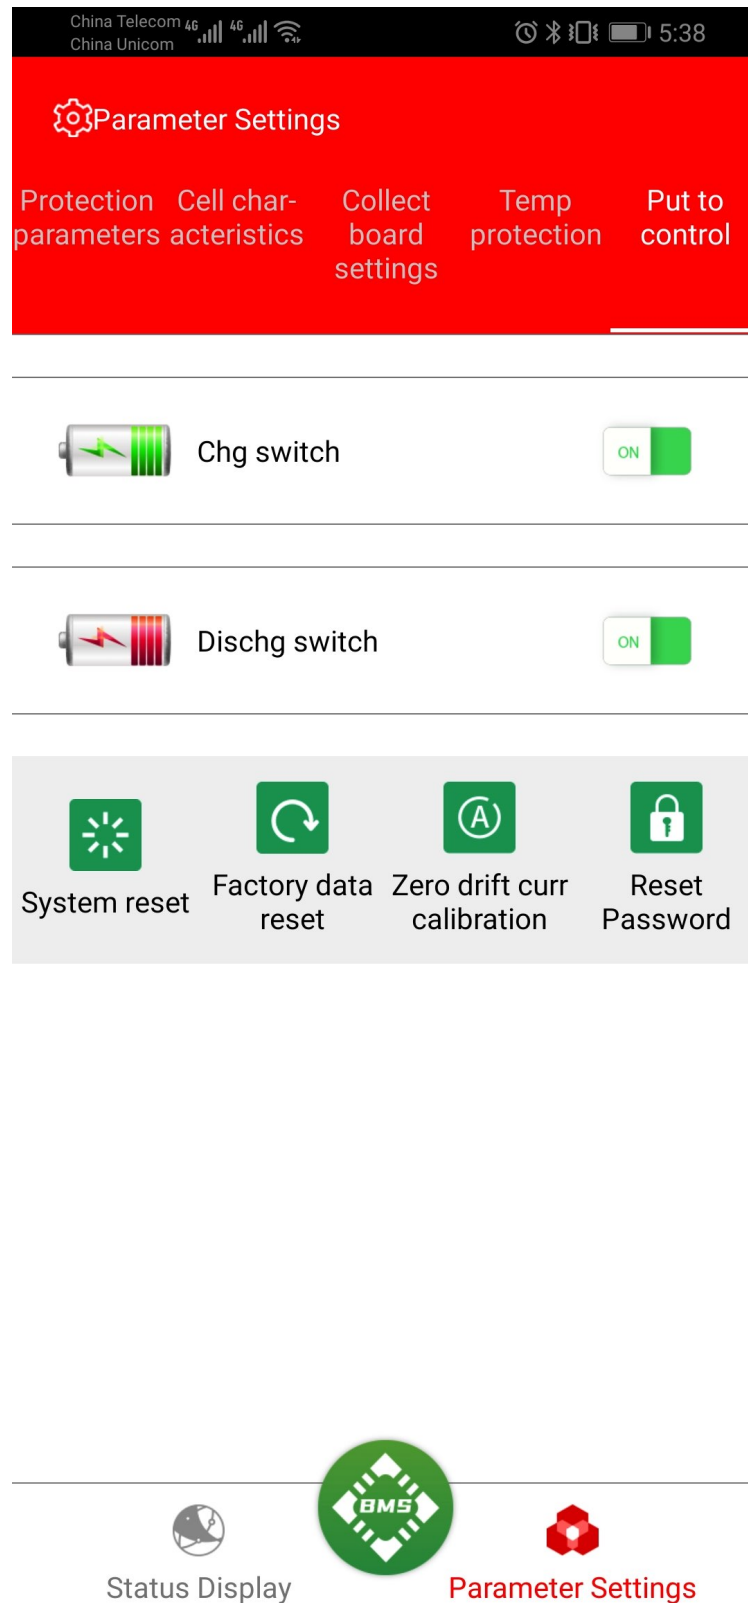 China Telecom 4G 4G 5:38
China Unicom
Parameter Settings
Protection parameters
Cell char-
acteristics
Collect
board
settings
Temp
protection
Put to
control
Chg switch
ON
Dischg switch
ON
System reset
Factory data
reset
A
Zero drift curr
calibration
Reset
Password
BMS
Status Display
Parameter Settings